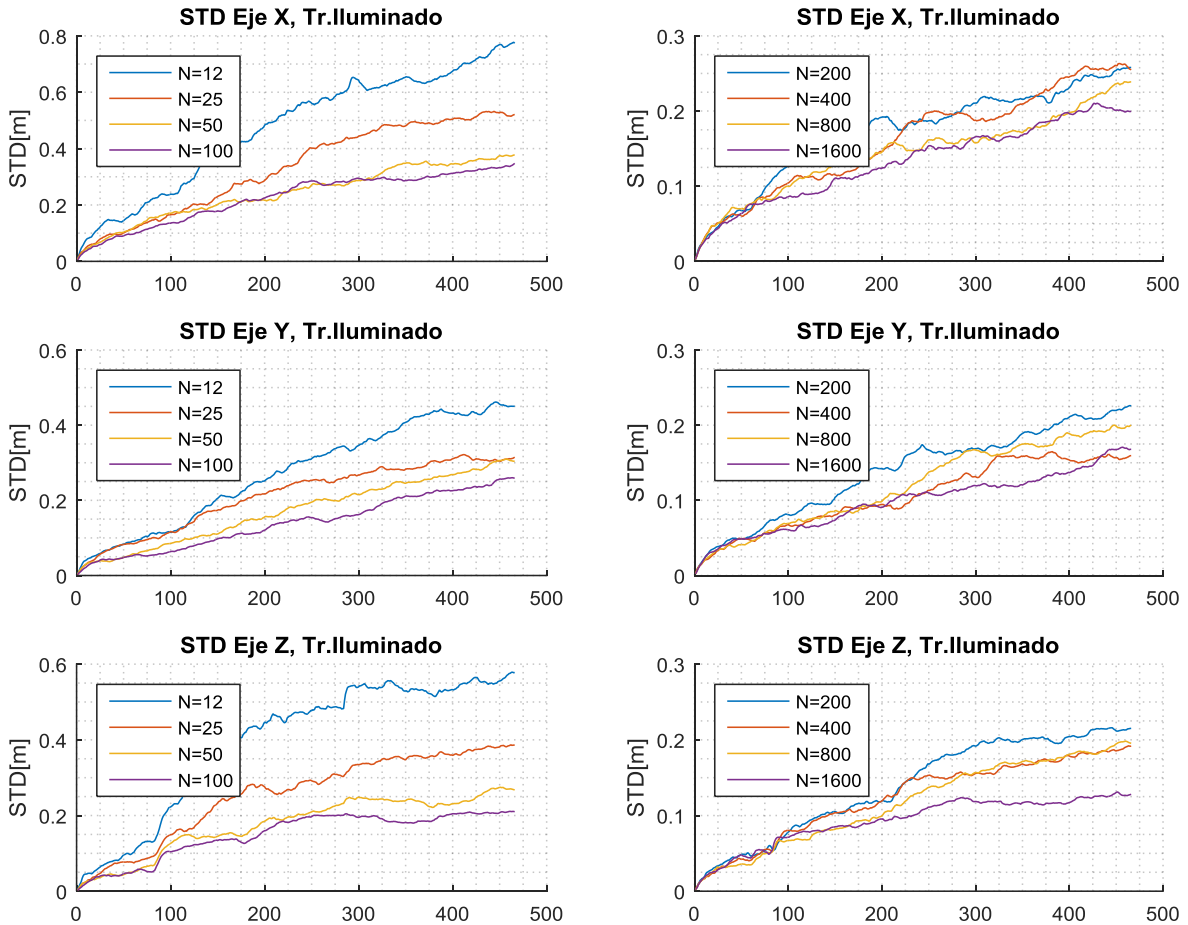 STD Eje X, Tr.Iluminado
STD[m]
0.8
0.6
0.4
0.2
0
N=12
N=25
N=50
N=100
0 100 200 300 400 500
STD Eje X, Tr.Iluminado
STD[m]
0.3
0.2
0.1
0
N=200
N=400
N=800
N=1600
0 100 200 300 400 500
STD Eje Y, Tr.Iluminado
STD[m]
0.6
0.4
0.2
0
N=12
N=25
N=50
N=100
0 100 200 300 400 500
STD Eje Y, Tr.Iluminado
STD[m]
0.3
0.2
0.1
0
N=200
N=400
N=800
N=1600
0 100 200 300 400 500
STD Eje Z, Tr.Iluminado
STD[m]
0.6
0.4
0.2
0
N=12
N=25
N=50
N=100
0 100 200 300 400 500
STD Eje Z, Tr.Iluminado
STD[m]
0.3
0.2
0.1
0
N=200
N=400
N=800
N=1600
0 100 200 300 400 500